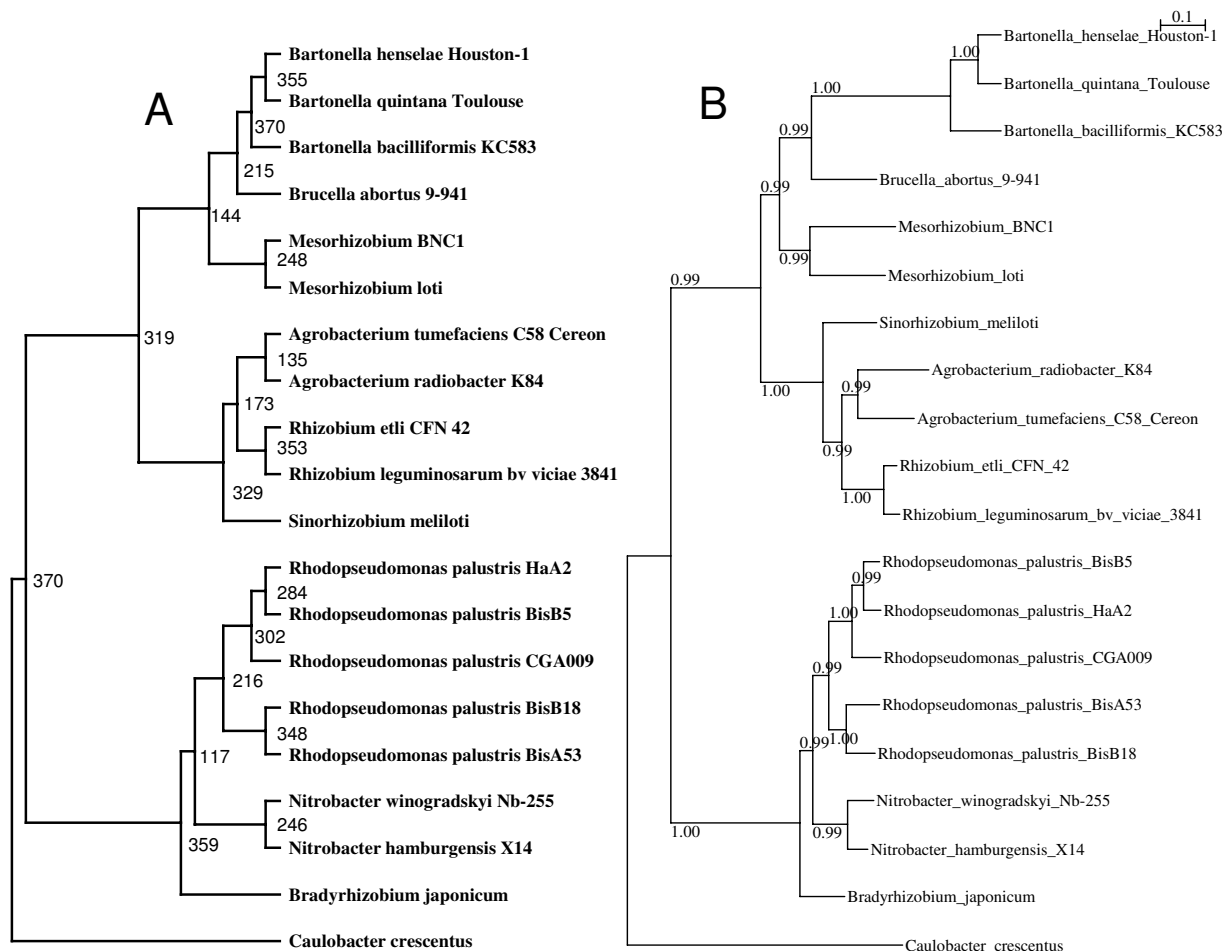 A
Bartonella henselae Houston-1
355
Bartonella quintana Toulouse
370
Bartonella bacilliformis KC583
215
Brucella abortus 9-941
144
Mesorhizobium BNC1
248
Mesorhizobium loti
319
Agrobacterium tumefaciens C58 Cereon
135
Agrobacterium radiobacter K84
173
Rhizobium etli CFN 42
353
Rhizobium leguminosarum bv viciae 3841
329
Sinorhizobium meliloti
370
Rhodopseudomonas palustris HaA2
284
Rhodopseudomonas palustris BisB5
302
Rhodopseudomonas palustris CGA009
216
Rhodopseudomonas palustris BisB18
348
Rhodopseudomonas palustris BisA53
117
Nitrobacter winogradskyi Nb-255
246
Nitrobacter hamburgensis X14
359
Bradyrhizobium japonicum
Caulobacter crescentus
B
0.1
Bartonella_henselae_Houston-1
1.00
Bartonella_quintana_Toulouse
1.00
Bartonella_bacilliformis_KC583
0.99
Brucella_abortus_9-941
0.99
Mesorhizobium_BNC1
0.99
Mesorhizobium_loti
0.99
Sinorhizobium_meliloti
Agrobacterium_radiobacter_K84
0.99
1.00
Agrobacterium_tumefaciens_C58_Cereon
0.99
Rhizobium_etli_CFN_42
1.00
Rhizobium_leguminosarum_bv_viciae_3841
Rhodopseudomonas_palustris_BisB5
0.99
Rhodopseudomonas_palustris_HaA2
1.00
Rhodopseudomonas_palustris_CGA009
0.99
Rhodopseudomonas_palustris_BisA53
1.00
0.99
Rhodopseudomonas_palustris_BisB18
Nitrobacter_winogradskyi_Nb-255
0.99
1.00
Nitrobacter_hamburgensis_X14
Bradyrhizobium_japonicum
Caulobacter_crescentus